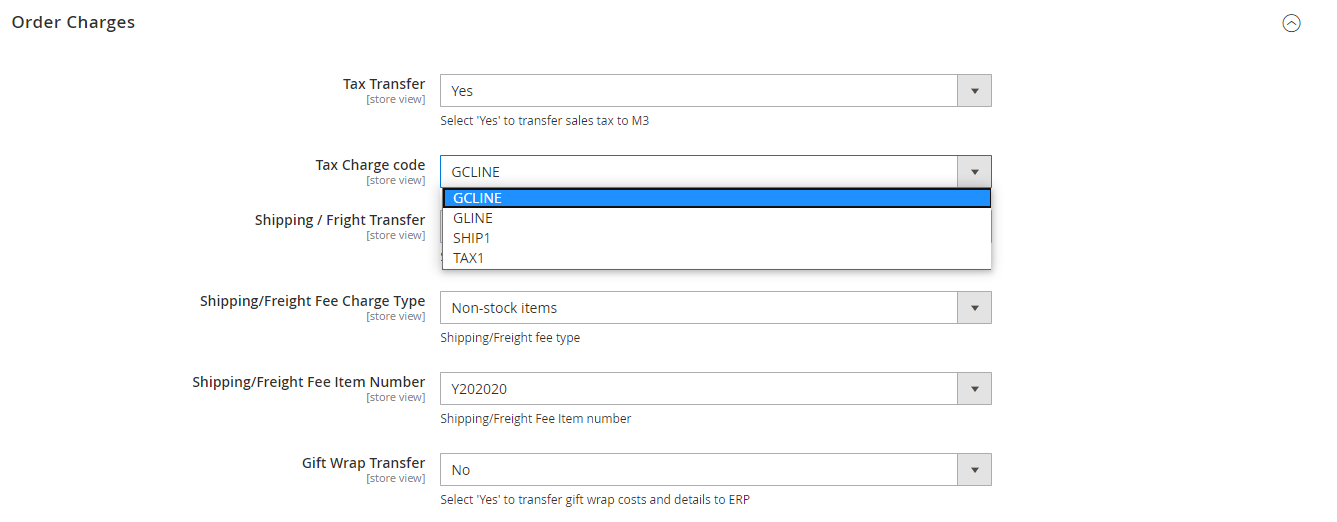 Order Charges
Tax Transfer
[store view]
Yes
Select 'Yes' to transfer sales tax to M3
Tax Charge code
[store view]
GCLINE
GCLINE
GLINE
SHIP1
TAX1
Shipping / Fright Transfer
[store view]
Shipping/Freight Fee Charge Type
[store view]
Non-stock items
Shipping/Freight fee type
Shipping/Freight Fee Item Number
[store view]
Y202020
Shipping/Freight Fee Item number
Gift Wrap Transfer
[store view]
No
Select 'Yes' to transfer gift wrap costs and details to ERP